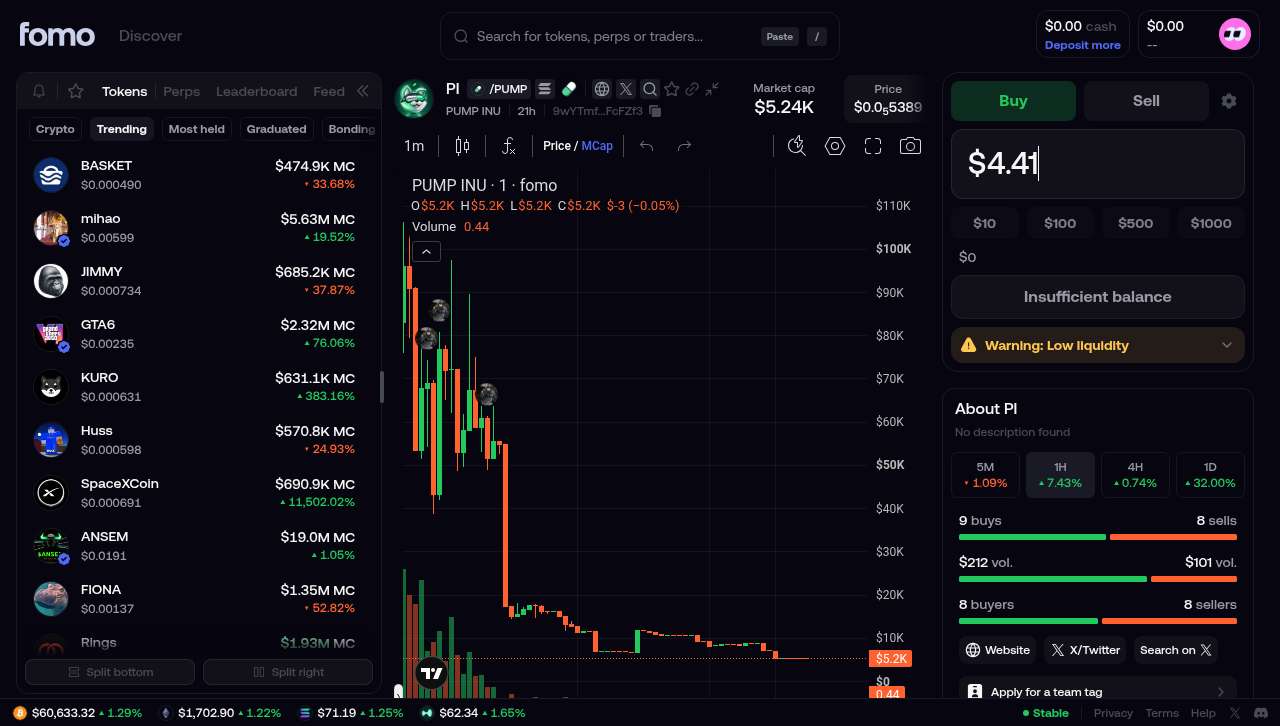 fomo
Discover
Search for tokens, perps or traders...
Paste
/
$0.00 cash
Deposit more
$0.00
--
Tokens
Perps
Leaderboard
Feed
Crypto
Trending
Most held
Graduated
Bonding
BASKET
$474.9K MC
$0.000490
33.68%
mihao
$5.63M MC
$0.00599
19.52%
JIMMY
$685.2K MC
$0.000734
37.87%
GTA6
$2.32M MC
$0.00235
76.06%
KURO
$631.1K MC
$0.000631
383.16%
Huss
$570.8K MC
$0.000598
24.93%
SpaceXCoin
$690.9K MC
$0.000691
11,502.02%
ANSEM
$19.0M MC
$0.0191
1.05%
FIONA
$1.35M MC
$0.00137
52.82%
Rings
$1.93M MC
Split bottom
Split right
PI
/PUMP
PUMP INU
21h
9wYTmf...FcFZf3
Market cap
$5.24K
Price
$0.0₅5389
1m
Price / MCap
PUMP INU · 1 · fomo
O$5.2K H$5.2K L$5.2K C$5.2K $-3 (−0.05%)
Volume 0.44
$110K
$100K
$90K
$80K
$70K
$60K
$50K
$40K
$30K
$20K
$10K
$5.2K
$0
0.44
Buy
Sell
$4.41
$10
$100
$500
$1000
$0
Insufficient balance
Warning: Low liquidity
About PI
No description found
5M
1.09%
1H
7.43%
4H
0.74%
1D
32.00%
9 buys
8 sells
$212 vol.
$101 vol.
8 buyers
8 sellers
Website
X/Twitter
Search on X
Apply for a team tag
$60,633.32 1.29%
$1,702.90 1.22%
$71.19 1.25%
$62.34 1.65%
Stable
Privacy
Terms
Help